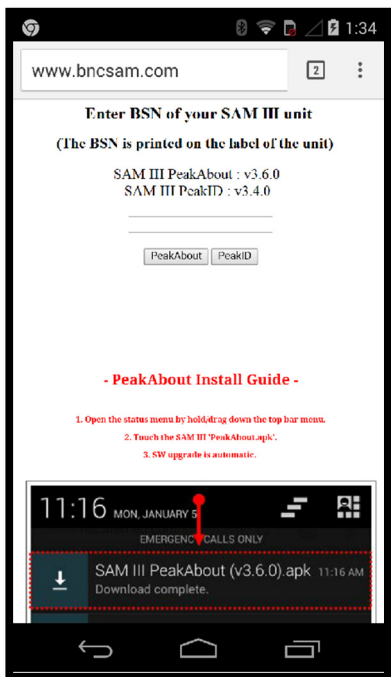 1:34
www.bncsam.com
2
Enter BSN of your SAM III unit
(The BSN is printed on the label of the unit)
SAM III PeakAbout : v3.6.0
SAM III PeakID : v3.4.0
PeakAbout PeakID
- PeakAbout Install Guide -
1. Open the status menu by hold/drag down the top bar menu.
2. Touch the SAM III 'PeakAbout.apk'.
3. SW upgrade is automatic.
11:16 MON, JANUARY 5
EMERGENCY CALLS ONLY
SAM III PeakAbout (v3.6.0).apk 11:16 AM
Download complete.